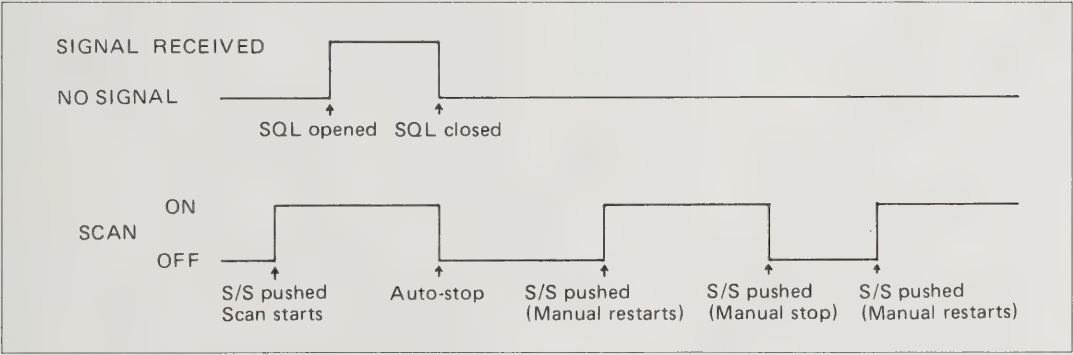 SIGNAL RECEIVED
NO SIGNAL
SQL opened SQL closed
ON
SCAN
OFF
S/S pushed Auto-stop S/S pushed S/S pushed S/S pushed
Scan starts (Manual restarts) (Manual stop) (Manual restarts)